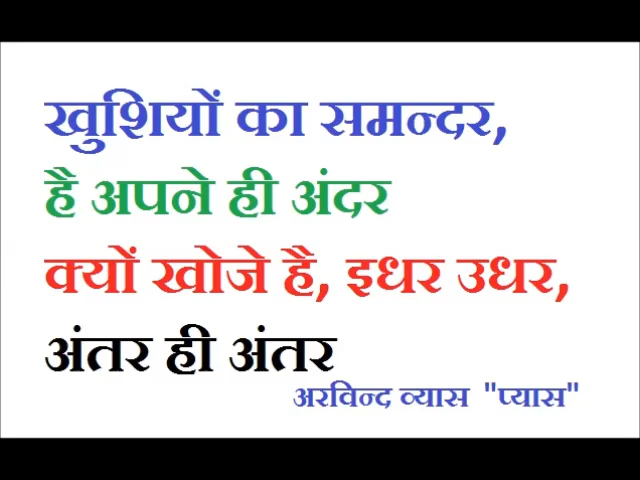 खुशियों का समन्दर,
है अपने ही अंदर
क्यों खोजे है, इधर उधर,
अंतर ही अंतर
अरविन्द व्यास "प्यास"